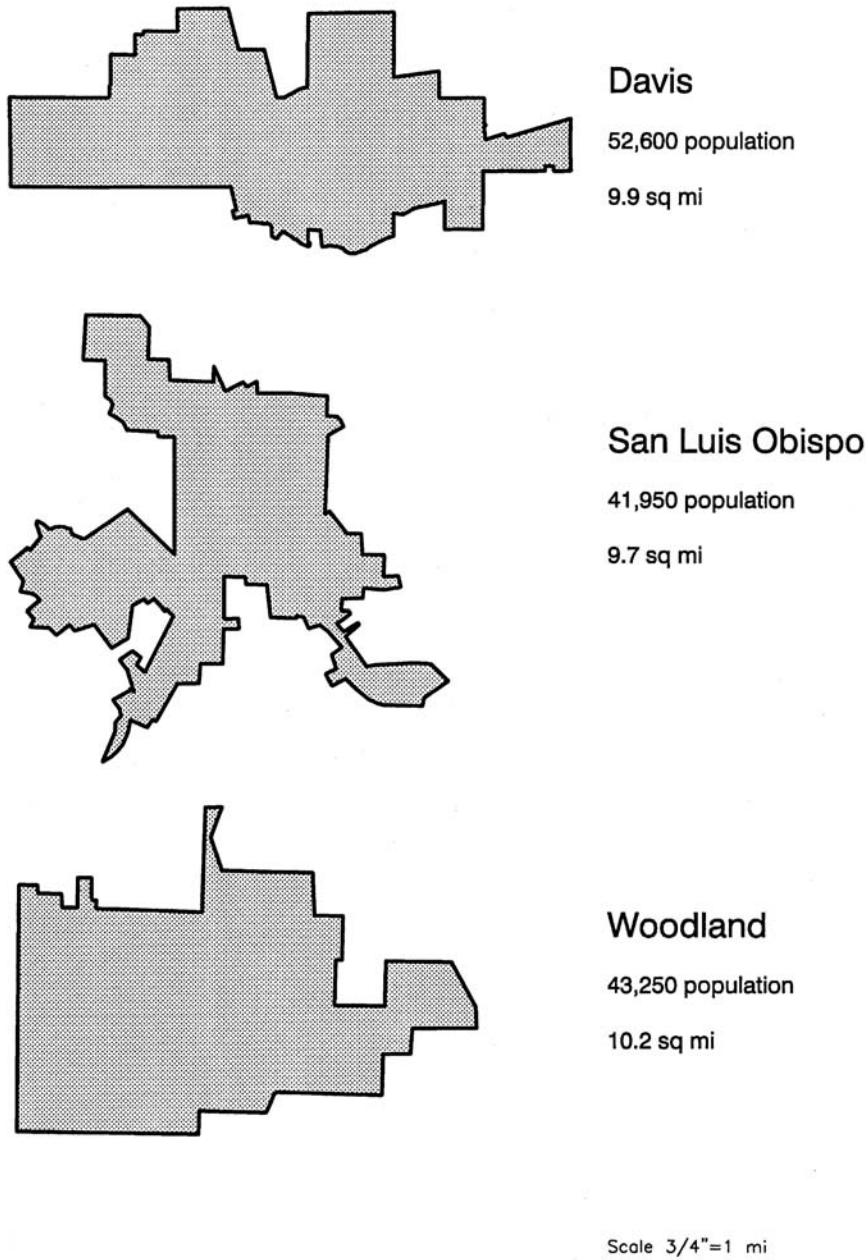 Davis
52,600 population
9.9 sq mi
San Luis Obispo
41,950 population
9.7 sq mi
Woodland
43,250 population
10.2 sq mi
Scale 3/4"=1 mi